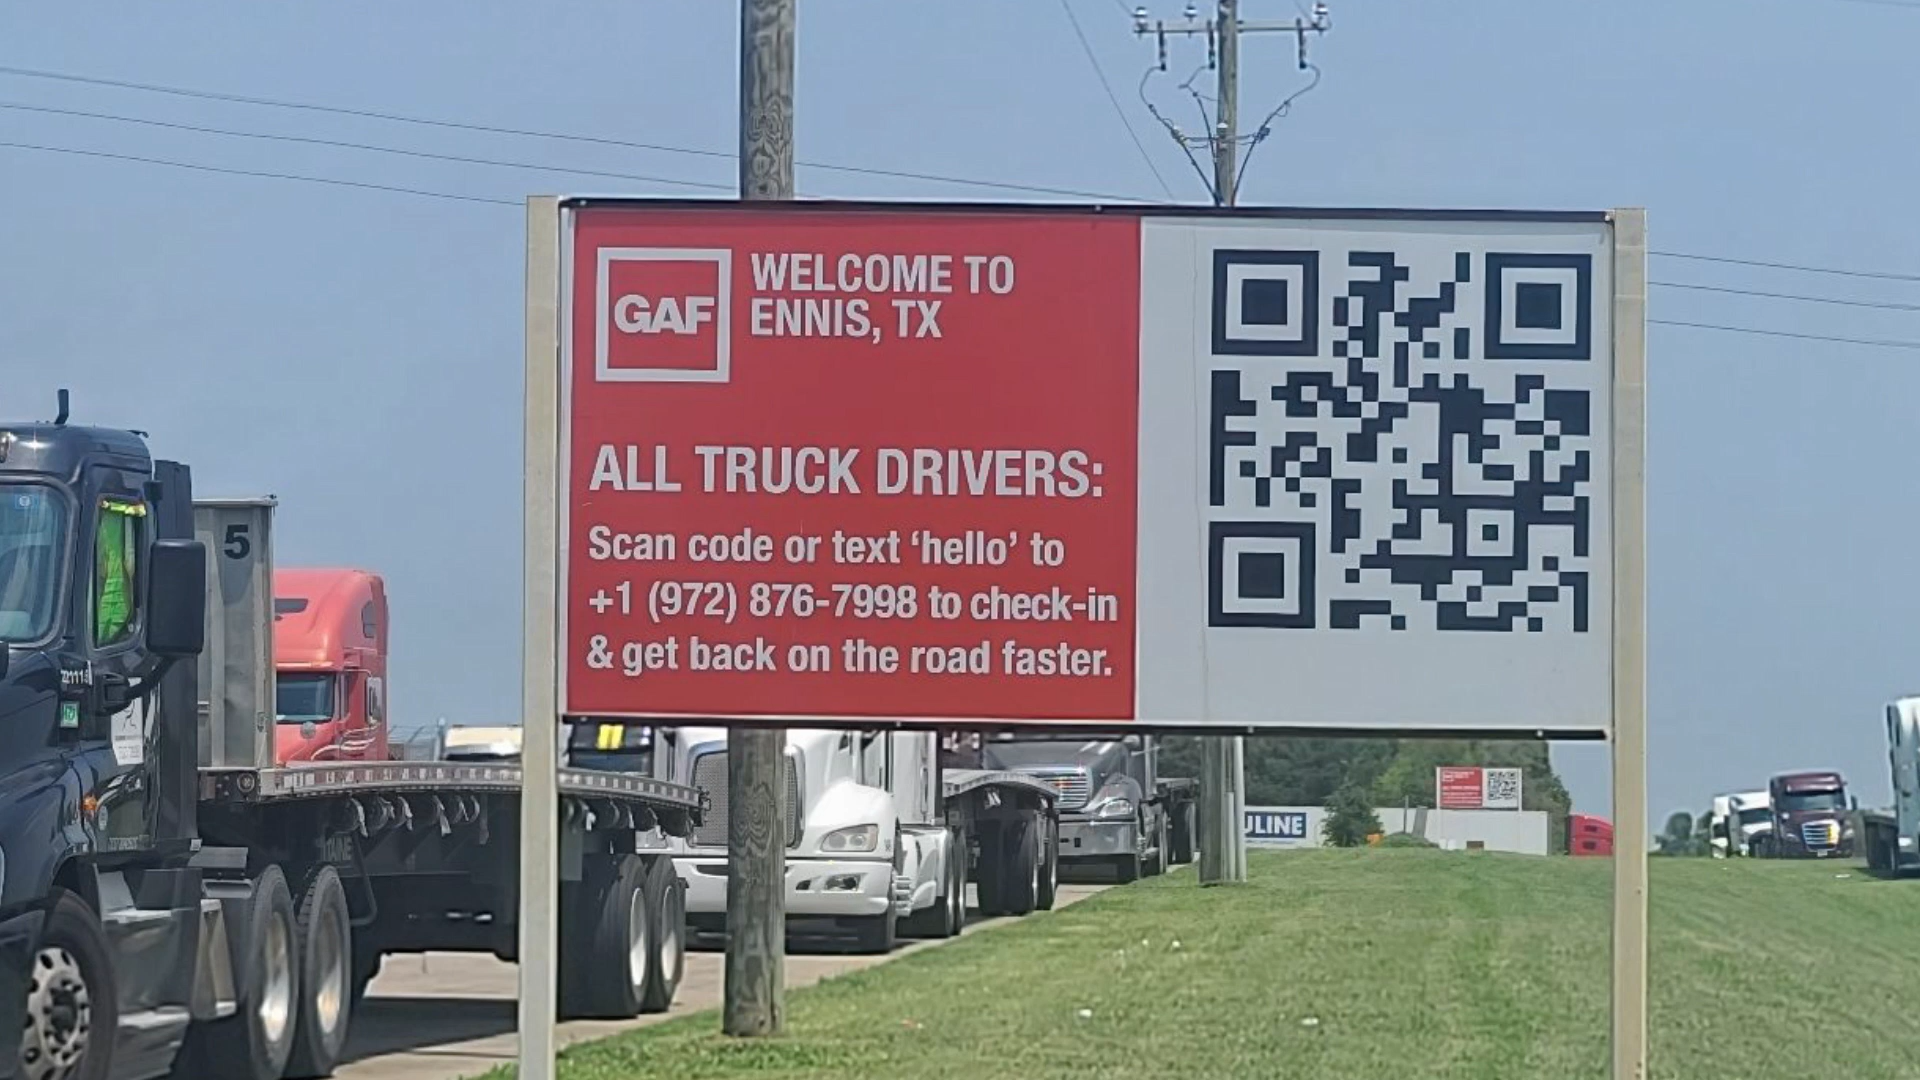 GAF
WELCOME TO
ENNIS, TX
ALL TRUCK DRIVERS:
Scan code or text ‘hello’ to
+1 (972) 876-7998 to check-in
& get back on the road faster.
5
ULINE